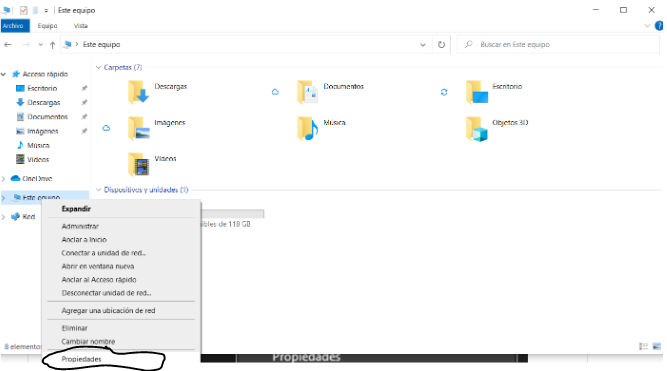 Este equipo
Archivo Equipo Vista
Este equipo
Buscar en Este equipo
Acceso rápido
Escritorio
Descargas
Documentos
Imágenes
Música
Vídeos
OneDrive
Este equipo
Red
Carpetas (7)
Descargas Documentos Escritorio
Imágenes Música Objetos 3D
Vídeos
Dispositivos y unidades (1)
ibles de 118 GB
Expandir
Administrar
Anclar a Inicio
Conectar a unidad de red...
Abrir en ventana nueva
Anclar al Acceso rápido
Desconectar unidad de red...
Agregar una ubicación de red
Eliminar
Cambiar nombre
Propiedades
8 elementos
Propiedades